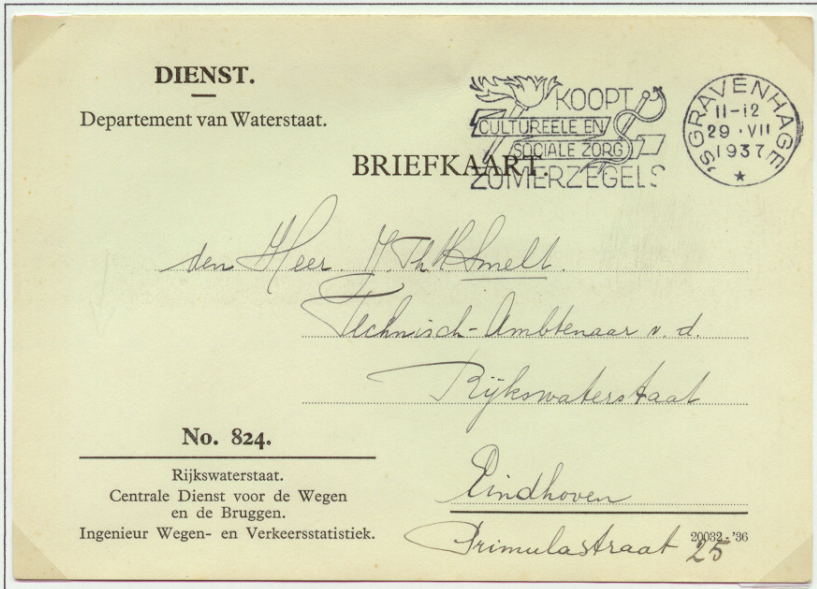 DIENST.
Departement van Waterstaat.
KOOPT
CULTUREELE EN
SOCIALE ZORG
ZOMERZEGELS
'S GRAVENHAGE
11-12
29 · VII
1937
BRIEFKAART.
den Heer. Th Smelt.
Technisch-Ambtenaar v. d.
Rijkswaterstaat
Eindhoven
Primulastraat 25
No. 824.
Rijkswaterstaat.
Centrale Dienst voor de Wegen
en de Bruggen.
Ingenieur Wegen- en Verkeersstatistiek.
20032-'36